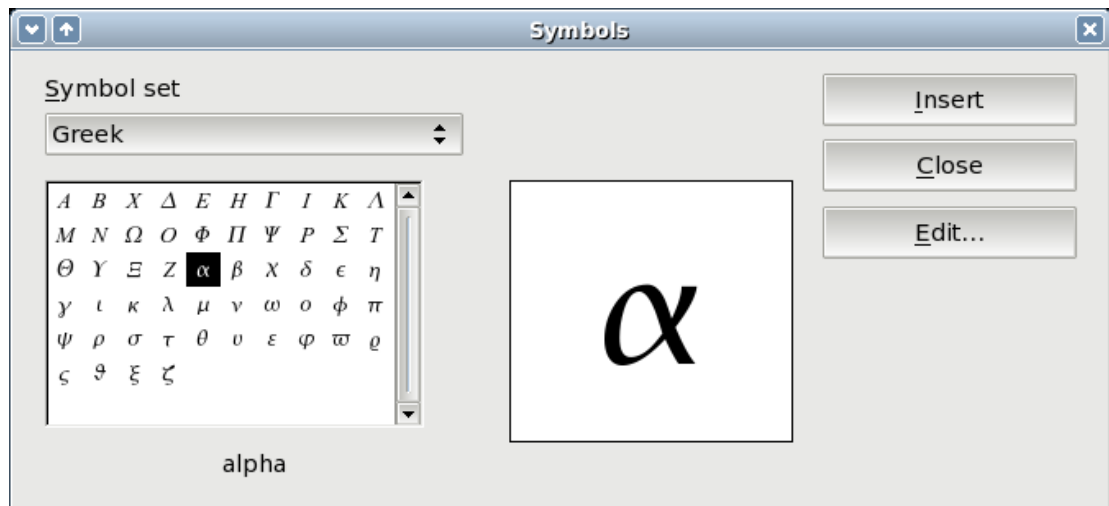 Symbols
Symbol set
Greek
Α Β Χ Δ Ε Η Γ Ι Κ Λ
Μ Ν Ω Ο Φ Π Ψ Ρ Σ Τ
Θ Υ Ξ Ζ α β χ δ ϵ η
γ ι κ λ μ ν ω ο ϕ π
ψ ρ σ τ θ υ ε φ ϖ ϱ
ς ϑ ξ ζ
alpha
α
Insert
Close
Edit...